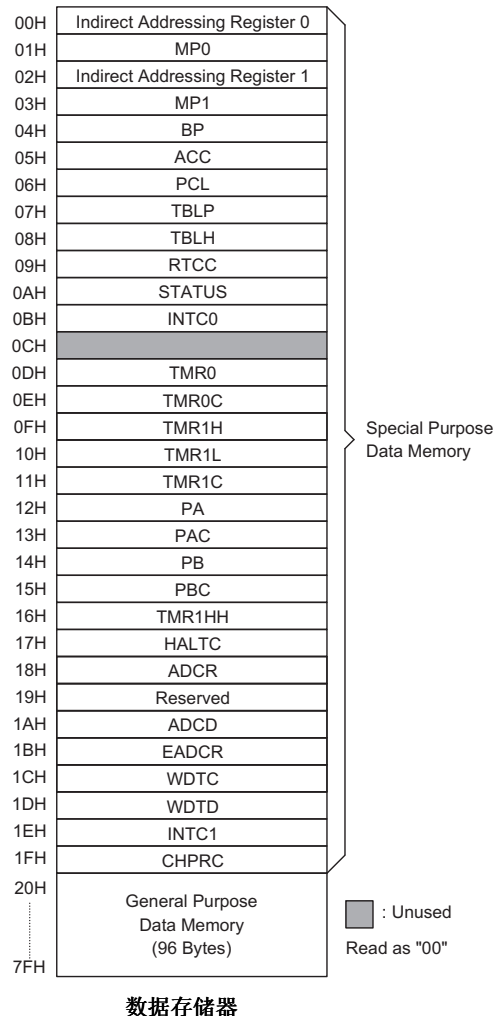 00H Indirect Addressing Register 0
01H MP0
02H Indirect Addressing Register 1
03H MP1
04H BP
05H ACC
06H PCL
07H TBLP
08H TBLH
09H RTCC
0AH STATUS
0BH INTC0
0CH
0DH TMR0
0EH TMR0C
0FH TMR1H
10H TMR1L
11H TMR1C
12H PA
13H PAC
14H PB
15H PBC
16H TMR1HH
17H HALTC
18H ADCR
19H Reserved
1AH ADCD
1BH EADCR
1CH WDTC
1DH WDTD
1EH INTC1
1FH CHPRC
Special Purpose
Data Memory
20H
General Purpose
Data Memory
(96 Bytes)
7FH
: Unused
Read as "00"
数据存储器